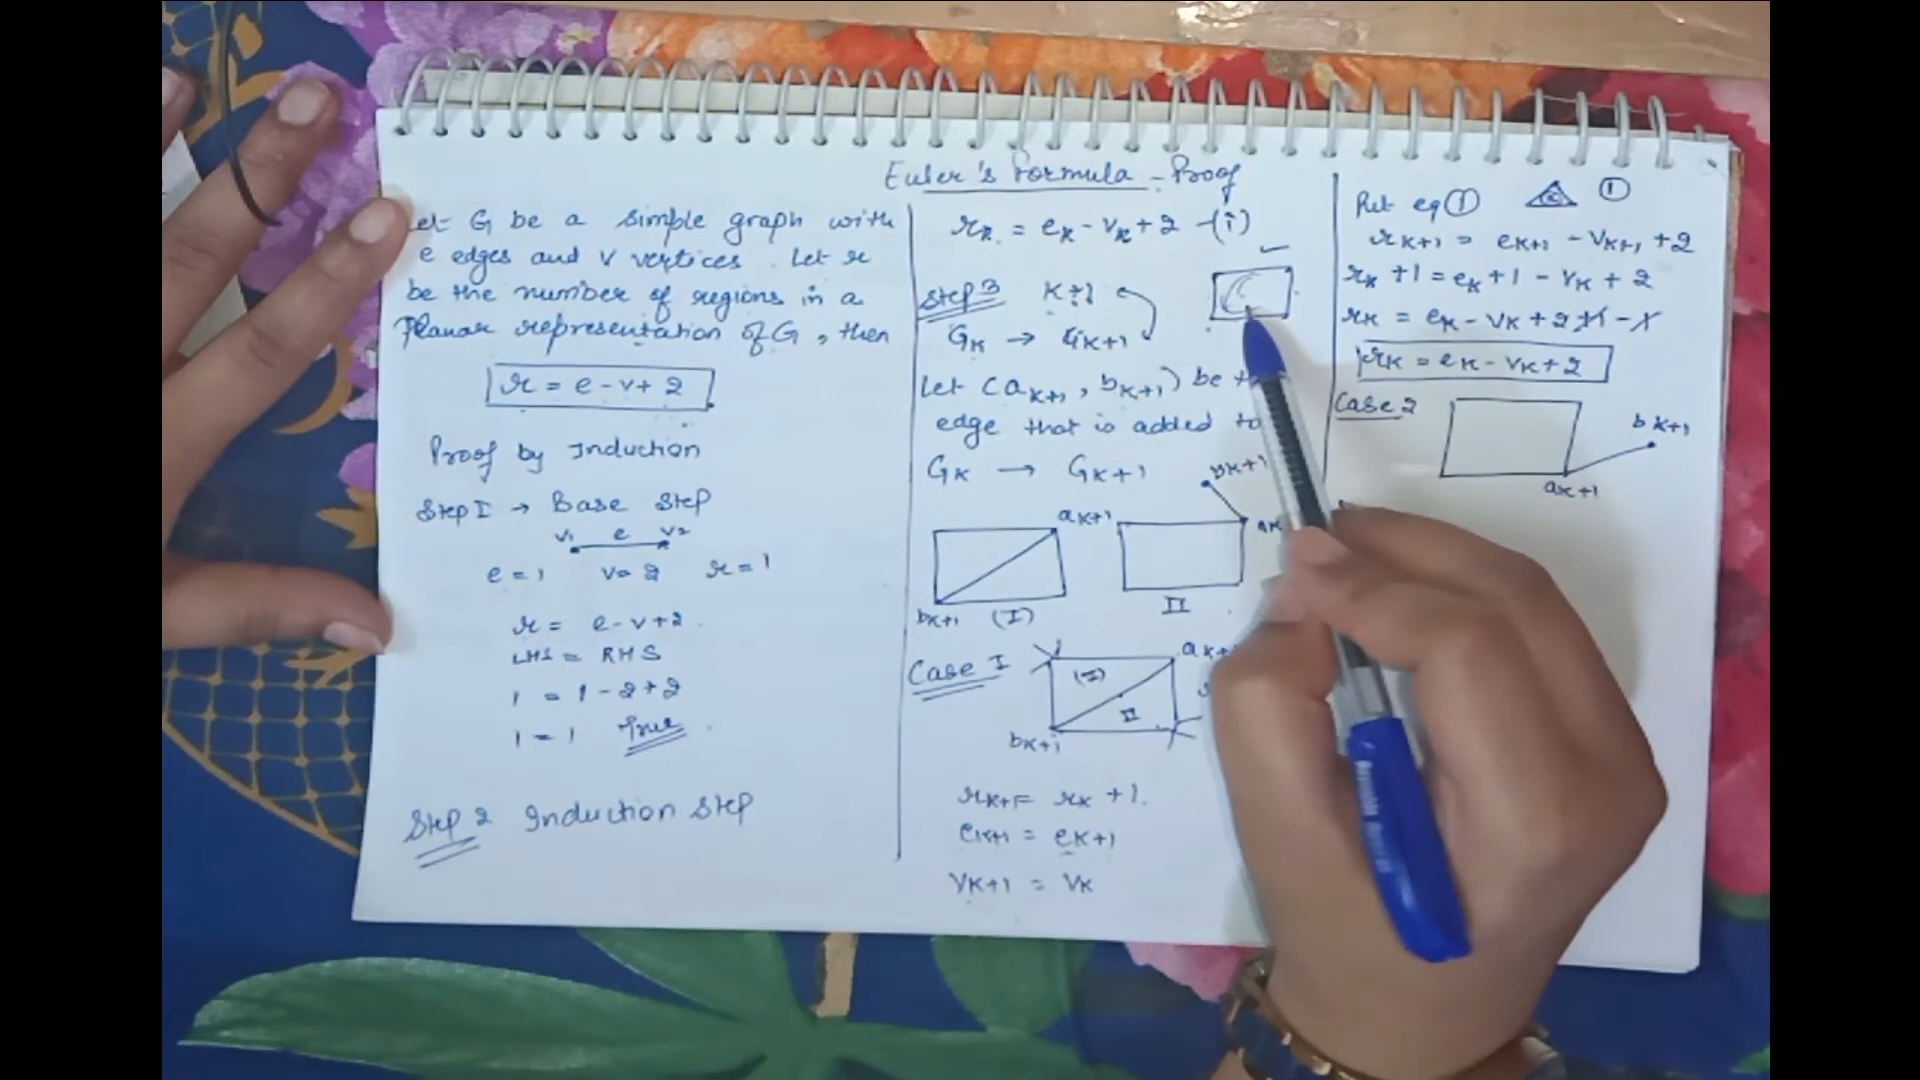 Euler's Formula - Proof
Let G be a simple graph with
e edges and v vertices. Let r
be the number of regions in a
Planar representation of G, then
r = e - v + 2
Proof by Induction
Step I → Base Step
v1 e v2
e = 1 v = 2 r = 1
r = e - v + 2
LHS = RHS
1 = 1 - 2 + 2
1 = 1 True
Step 2 Induction Step
rk = ek - vk + 2 - (i)
Step 3 K+1
GK → GK+1
Let (aK+1, bK+1) be
edge that is added to
GK → GK+1
bK+1
aK+1
bK+1 (I)
II
Case I
(I)
II
bK+1
rK+1 = rK + 1.
eK+1 = eK+1
VK+1 = VK
Put eq ① ①
rK+1 = eK+1 - VK+1 + 2
rK + 1 = eK + 1 - VK + 2
rK = eK - VK + 2 + 1 - 1
rK = eK - VK + 2
Case 2
bK+1
aK+1